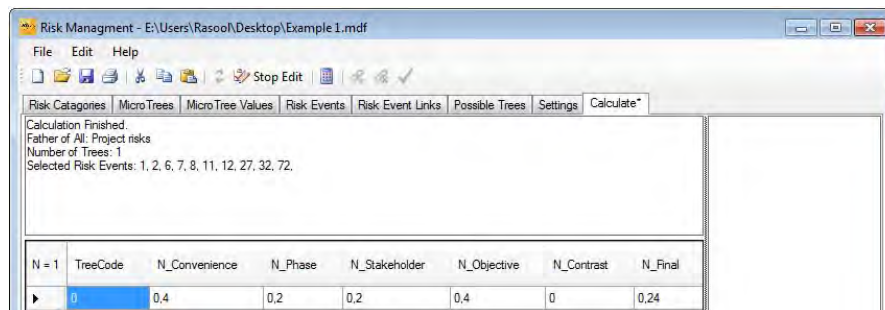 Risk Managment - E:\Users\Rasool\Desktop\Example 1.mdf
File Edit Help
Stop Edit
Risk Catagories MicroTrees MicroTree Values Risk Events Risk Event Links Possible Trees Settings Calculate*
Calculation Finished.
Father of All: Project risks
Number of Trees: 1
Selected Risk Events: 1, 2, 6, 7, 8, 11, 12, 27, 32, 72,
N = 1 TreeCode N_Convenience N_Phase N_Stakeholder N_Objective N_Contrast N_Final
0 0,4 0,2 0,2 0,4 0 0,24